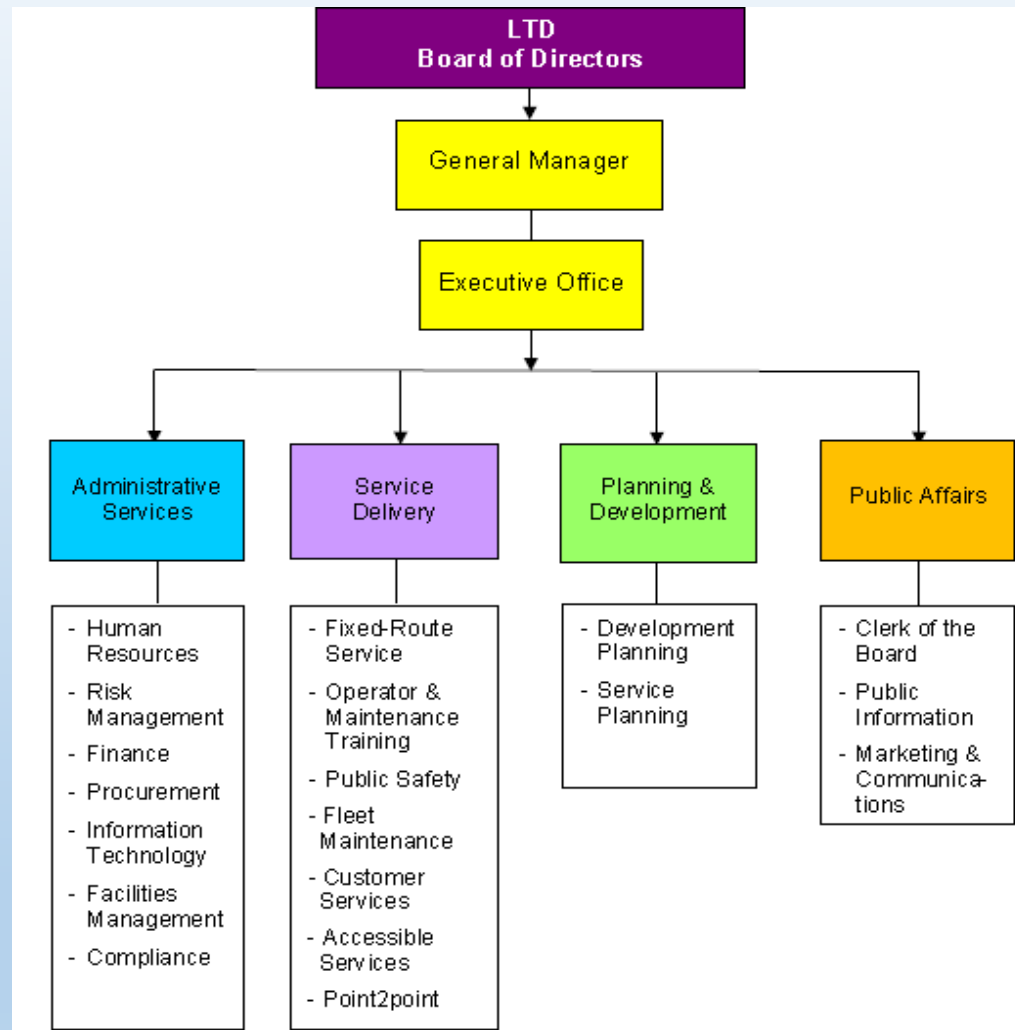 LTD
Board of Directors
General Manager
Executive Office
Administrative
Services
Service
Delivery
Planning &
Development
Public Affairs
- Human
Resources
- Risk
Management
- Finance
- Procurement
- Information
Technology
- Facilities
Management
- Compliance
- Fixed-Route
Service
- Operator &
Maintenance
Training
- Public Safety
- Fleet
Maintenance
- Customer
Services
- Accessible
Services
- Point2point
- Development
Planning
- Service
Planning
- Clerk of the
Board
- Public
Information
- Marketing &
Communica-
tions